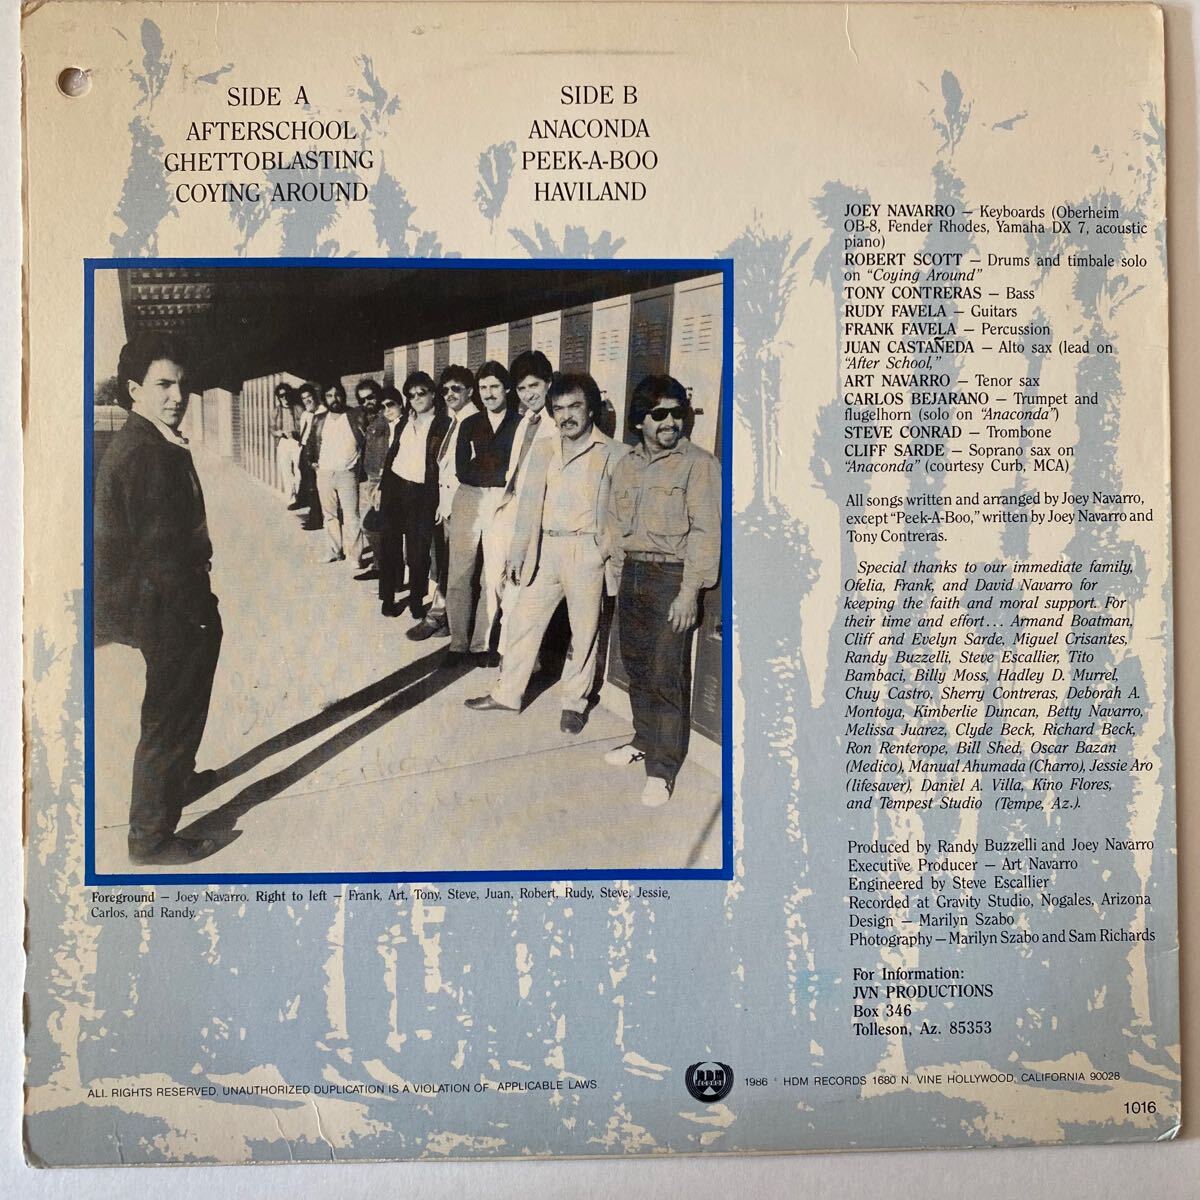 SIDE A
AFTERSCHOOL
GHETTOBLASTING
COYING AROUND
SIDE B
ANACONDA
PEEK-A-BOO
HAVILAND
JOEY NAVARRO — Keyboards (Oberheim
OB-8, Fender Rhodes, Yamaha DX 7, acoustic
piano)
ROBERT SCOTT — Drums and timbale solo
on “Coying Around”
TONY CONTRERAS — Bass
RUDY FAVELA — Guitars
FRANK FAVELA — Percussion
JUAN CASTAÑEDA — Alto sax (lead on
“After School,”
ART NAVARRO — Tenor sax
CARLOS BEJARANO — Trumpet and
flugelhorn (solo on “Anaconda”)
STEVE CONRAD — Trombone
CLIFF SARDE — Soprano sax on
“Anaconda” (courtesy Curb, MCA)
All songs written and arranged by Joey Navarro,
except “Peek-A-Boo,” written by Joey Navarro and
Tony Contreras.
Special thanks to our immediate family,
Ofelia, Frank, and David Navarro for
keeping the faith and moral support. For
their time and effort... Armand Boatman,
Cliff and Evelyn Sarde, Miguel Crisantes,
Randy Buzzelli, Steve Escallier, Tito
Bambaci, Billy Moss, Hadley D. Murrel,
Chuy Castro, Sherry Contreras, Deborah A.
Montoya, Kimberlie Duncan, Betty Navarro,
Melissa Juarez, Clyde Beck, Richard Beck,
Ron Renterope, Bill Shed, Oscar Bazan
(Medico), Manual Ahumada (Charro), Jessie Aro
(lifesaver), Daniel A. Villa, Kino Flores,
and Tempest Studio (Tempe, Az.).
Produced by Randy Buzzelli and Joey Navarro
Executive Producer — Art Navarro
Engineered by Steve Escallier
Recorded at Gravity Studio, Nogales, Arizona
Design — Marilyn Szabo
Photography — Marilyn Szabo and Sam Richards
For Information:
JVN PRODUCTIONS
Box 346
Tolleson, Az. 85353
Foreground — Joey Navarro. Right to left — Frank, Art, Tony, Steve, Juan, Robert, Rudy, Steve, Jessie,
Carlos, and Randy.
ALL RIGHTS RESERVED. UNAUTHORIZED DUPLICATION IS A VIOLATION OF APPLICABLE LAWS.
HDM
RECORDS
1986 HDM RECORDS 1680 N. VINE HOLLYWOOD, CALIFORNIA 90028
1016